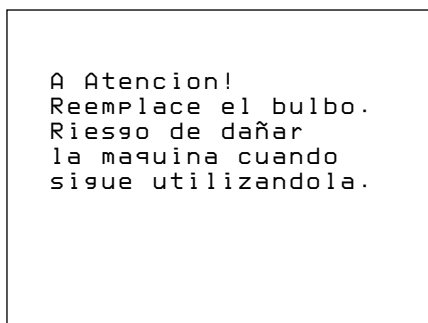 A Atencion!
Reemplace el bulbo.
Riesgo de dañar
la maquina cuando
sigue utilizandola.